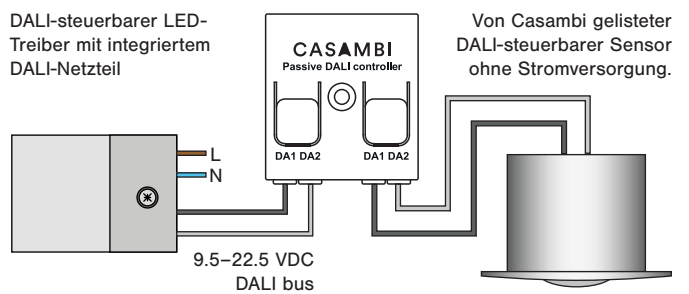 DALI-steuerbarer LED-
Treiber mit integriertem
DALI-Netzteil
CASAMBI
Passive DALI controller
DA1 DA2
DA1 DA2
Von Casambi gelisteter
DALI-steuerbarer Sensor
ohne Stromversorgung.
L
N
9.5–22.5 VDC
DALI bus